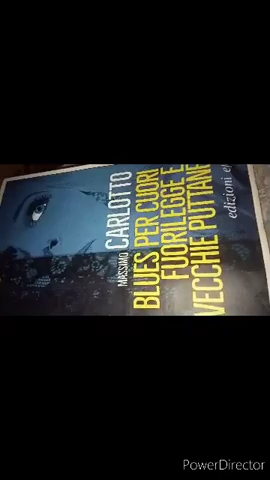 MASSIMO
CARLOTTO
BLUES PER CUORI
FUORILEGGE E
VECCHIE PUTTANE
edizioni
PowerDirector